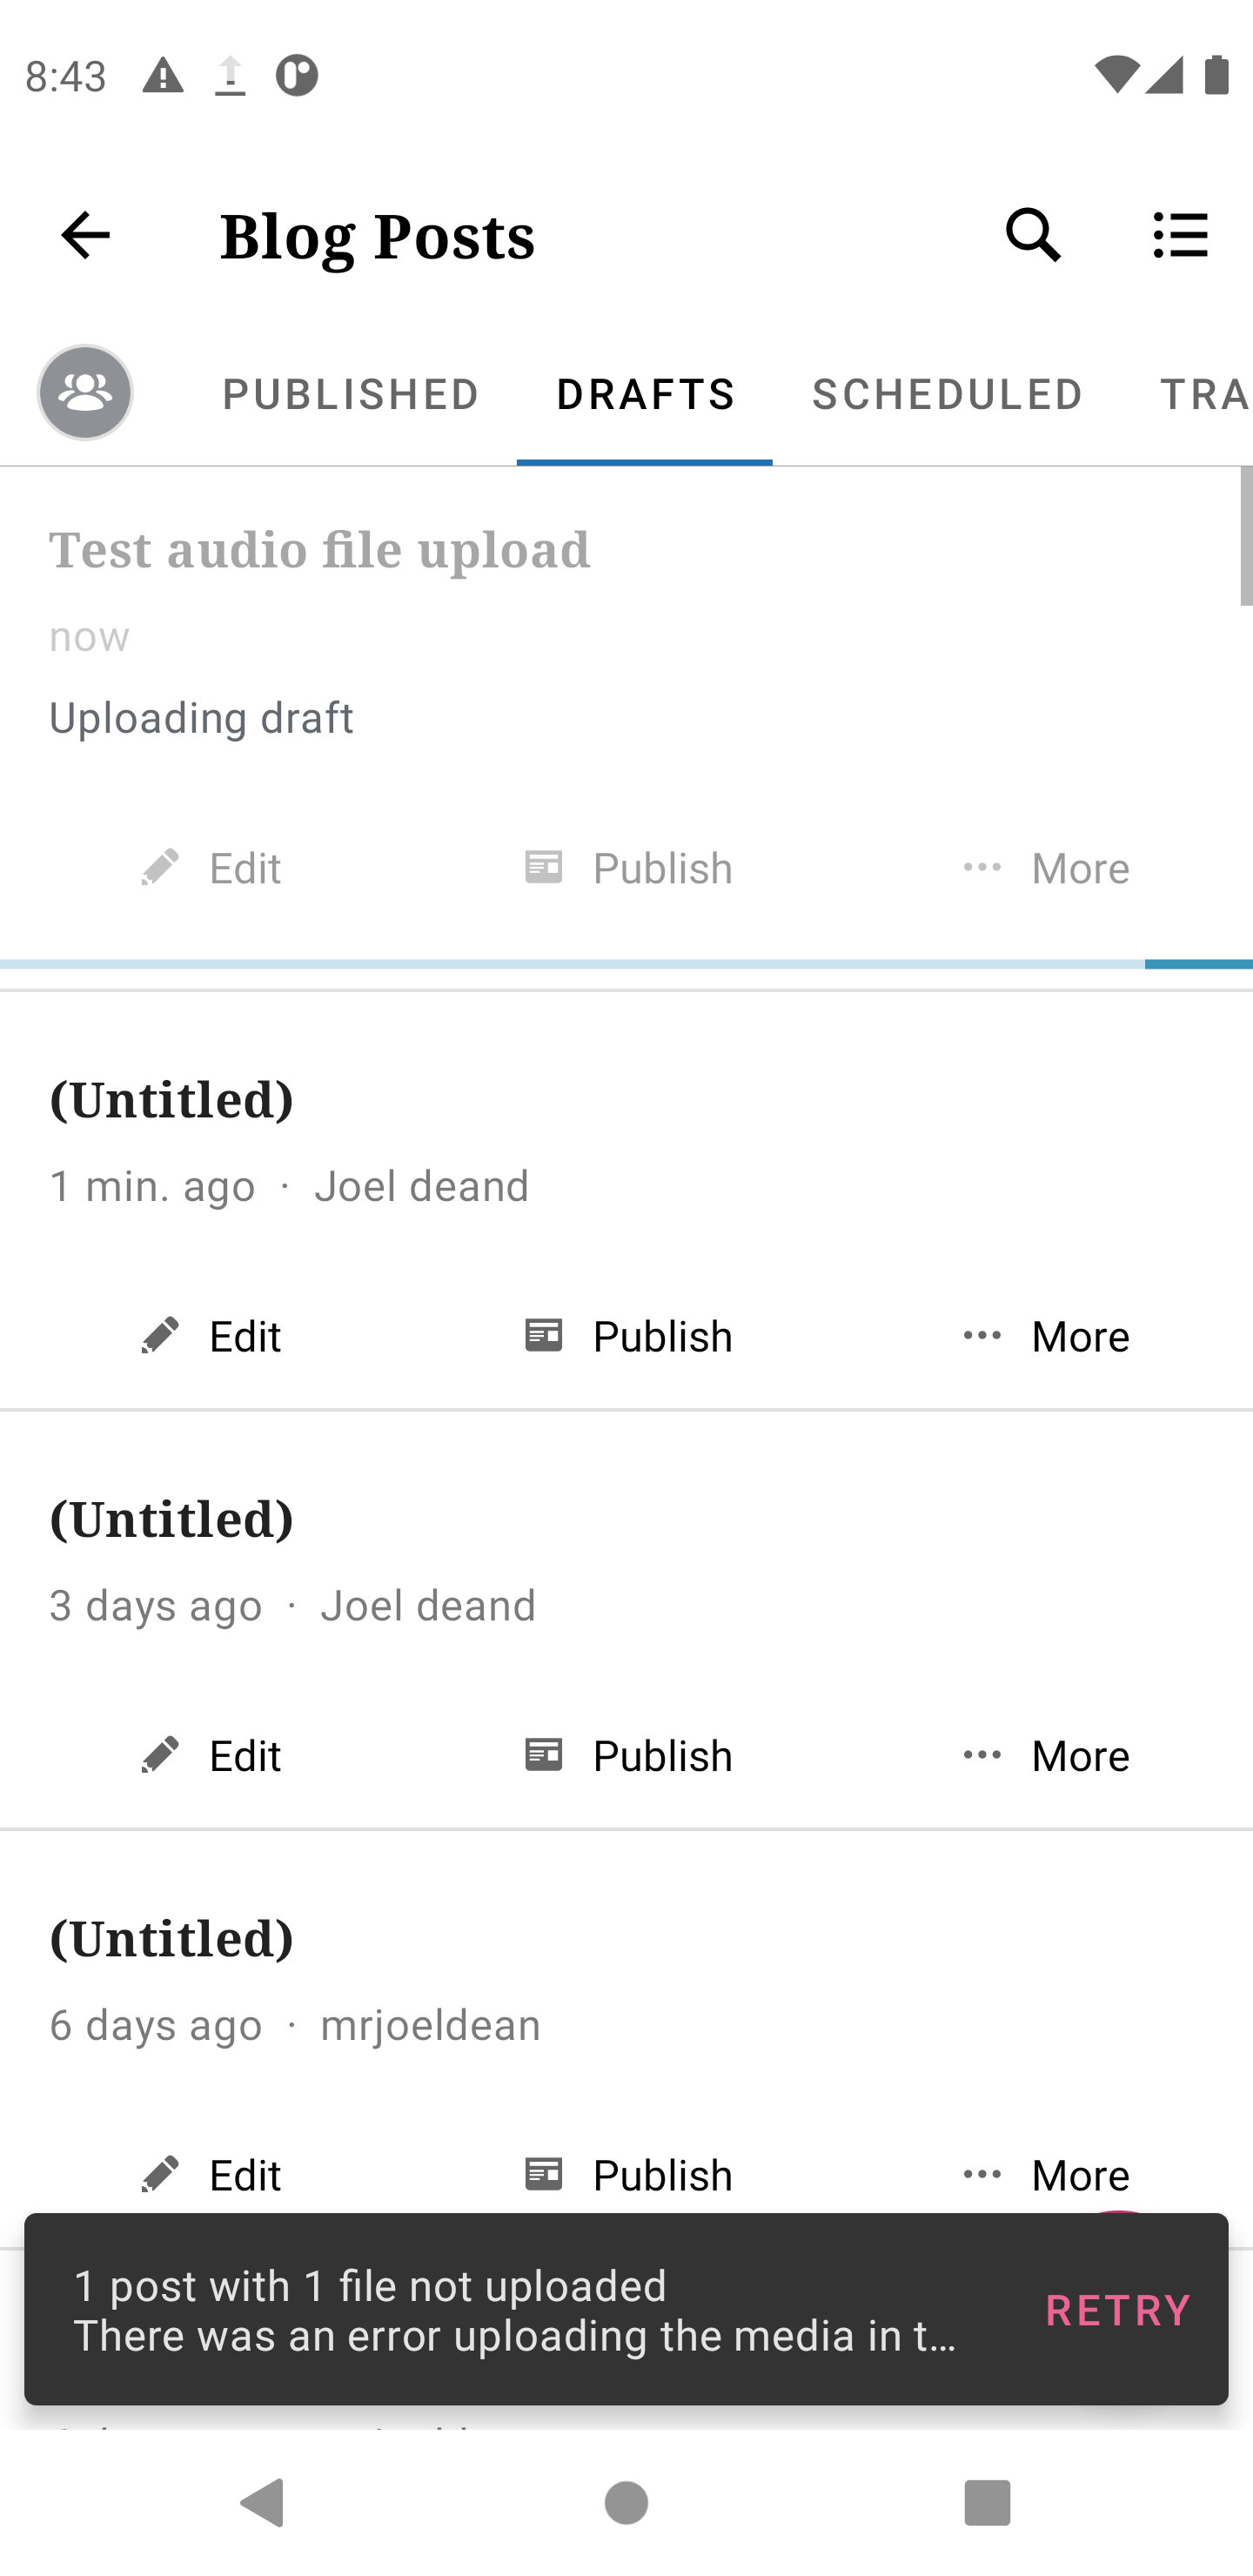 8:43
Blog Posts
PUBLISHED DRAFTS SCHEDULED TRA
Test audio file upload
now
Uploading draft
Edit Publish More
(Untitled)
1 min. ago · Joel deand
Edit Publish More
(Untitled)
3 days ago · Joel deand
Edit Publish More
(Untitled)
6 days ago · mrjoeldean
Edit Publish More
1 post with 1 file not uploaded
There was an error uploading the media in t…
RETRY